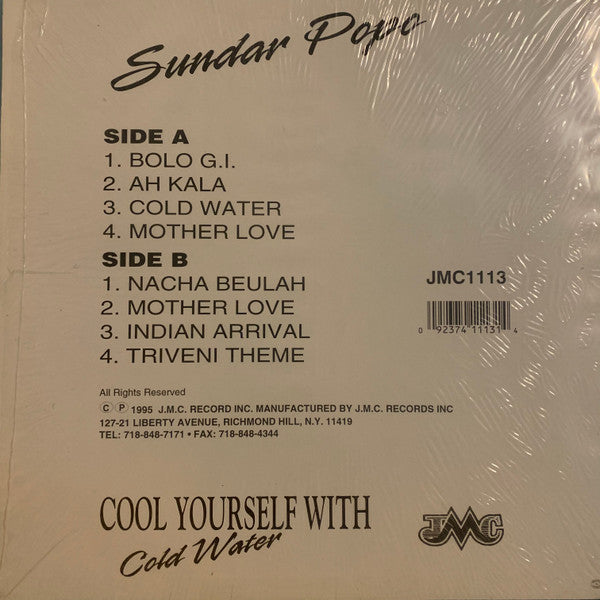 Sundar Popo
SIDE A
1. BOLO G.I.
2. AH KALA
3. COLD WATER
4. MOTHER LOVE
SIDE B
1. NACHA BEULAH
2. MOTHER LOVE
3. INDIAN ARRIVAL
4. TRIVENI THEME
JMC1113
0 92374 11131 4
All Rights Reserved
Ⓒ Ⓟ 1995 J.M.C. RECORD INC. MANUFACTURED BY J.M.C. RECORDS INC
127-21 LIBERTY AVENUE, RICHMOND HILL, N.Y. 11419
TEL: 718-848-7171 • FAX: 718-848-4344
COOL YOURSELF WITH
Cold Water
JMC